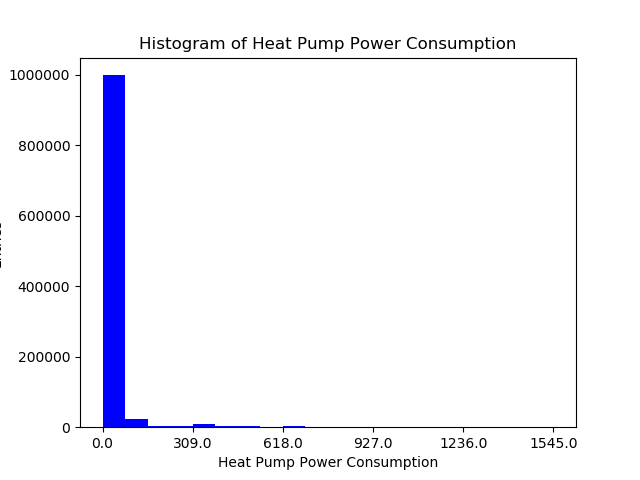 Histogram of Heat Pump Power Consumption
1000000
800000
600000
400000
200000
0
0.0 309.0 618.0 927.0 1236.0 1545.0
Heat Pump Power Consumption